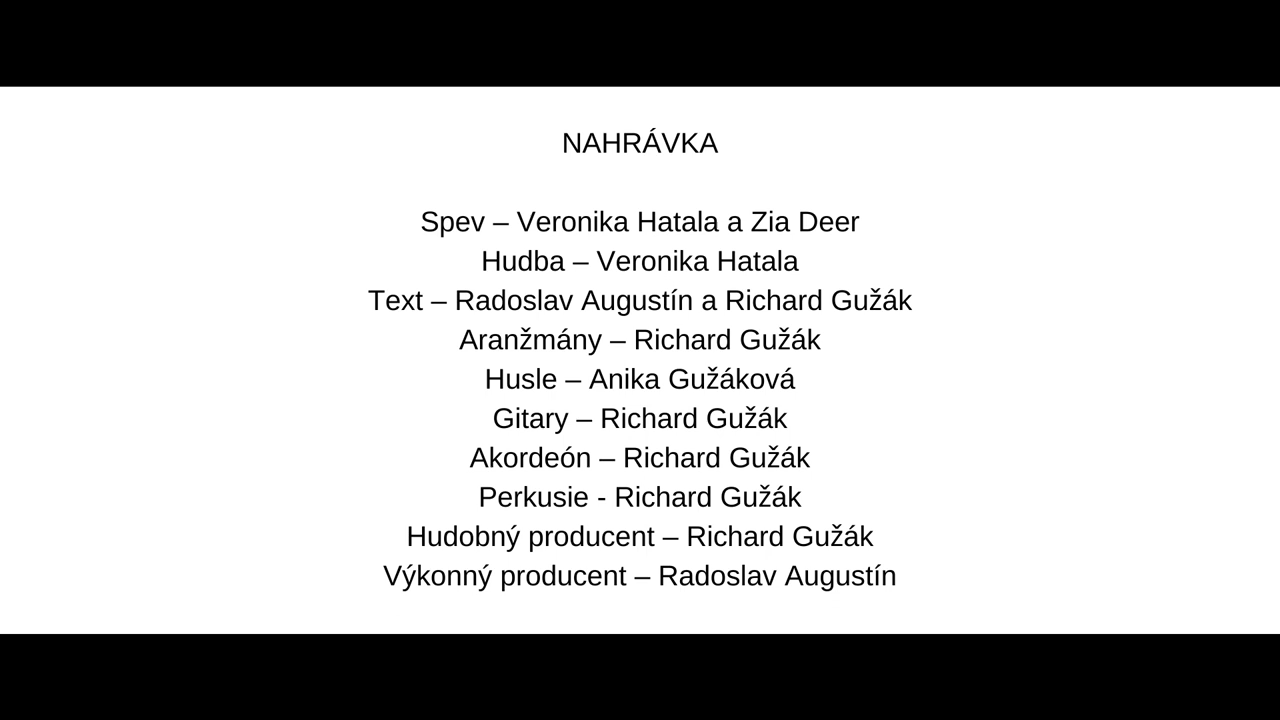 NAHRÁVKA
Spev – Veronika Hatala a Zia Deer
Hudba – Veronika Hatala
Text – Radoslav Augustín a Richard Gužák
Aranžmány – Richard Gužák
Husle – Anika Gužáková
Gitary – Richard Gužák
Akordeón – Richard Gužák
Perkusie - Richard Gužák
Hudobný producent – Richard Gužák
Výkonný producent – Radoslav Augustín